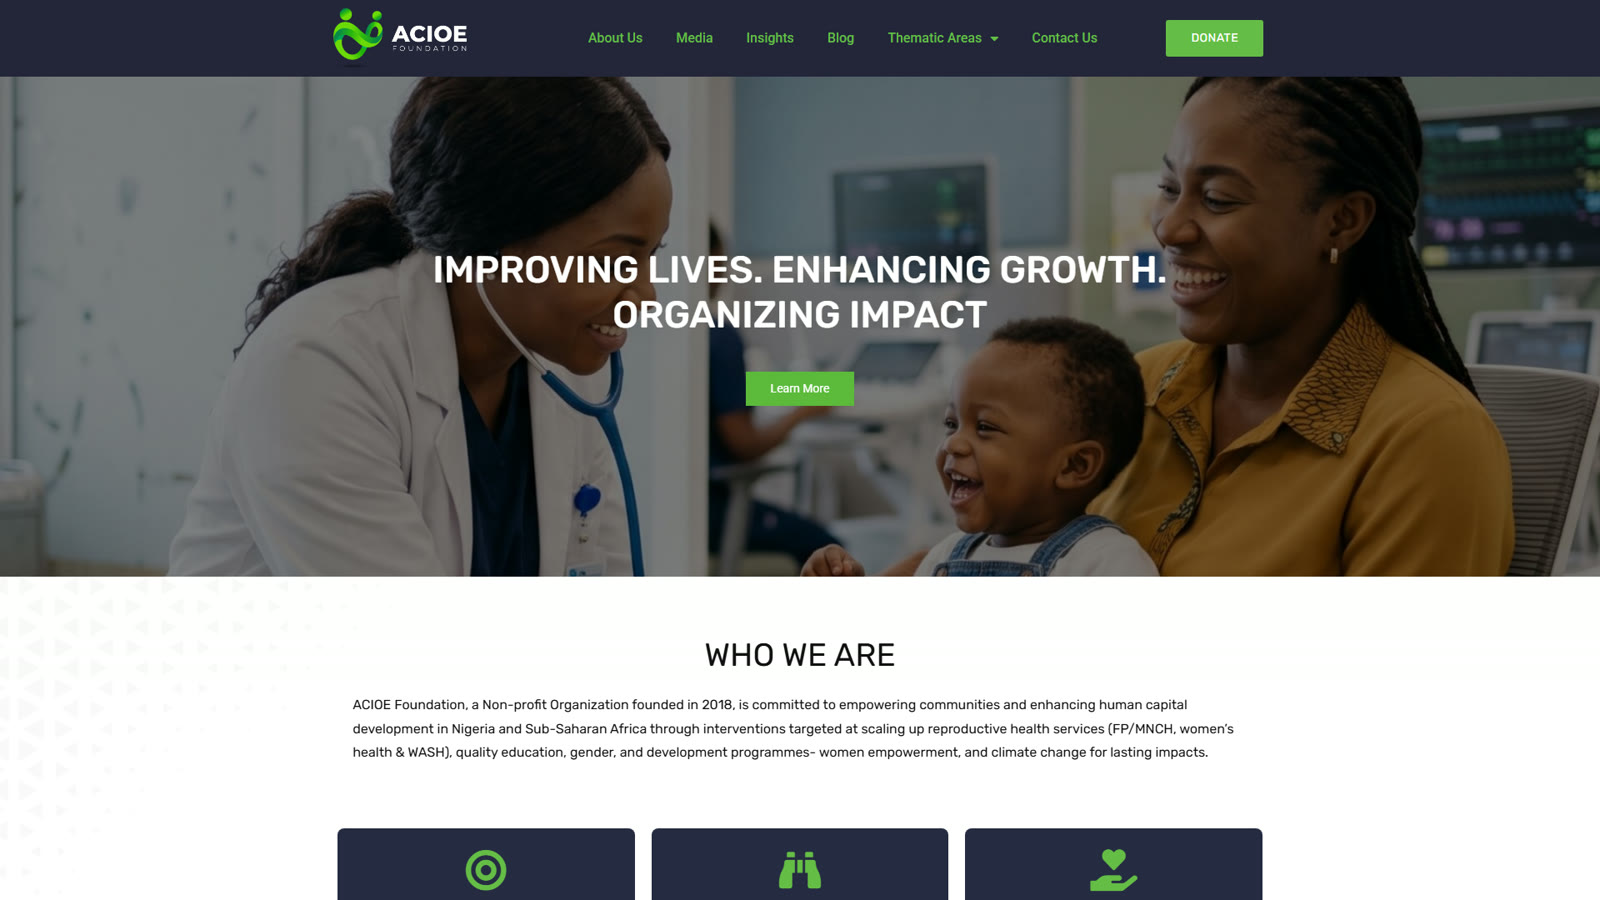 ACIOE
FOUNDATION
About Us
Media
Insights
Blog
Thematic Areas
Contact Us
DONATE
IMPROVING LIVES. ENHANCING GROWTH.
ORGANIZING IMPACT
Learn More
WHO WE ARE
ACIOE Foundation, a Non-profit Organization founded in 2018, is committed to empowering communities and enhancing human capital
development in Nigeria and Sub-Saharan Africa through interventions targeted at scaling up reproductive health services (FP/MNCH, women’s
health & WASH), quality education, gender, and development programmes- women empowerment, and climate change for lasting impacts.